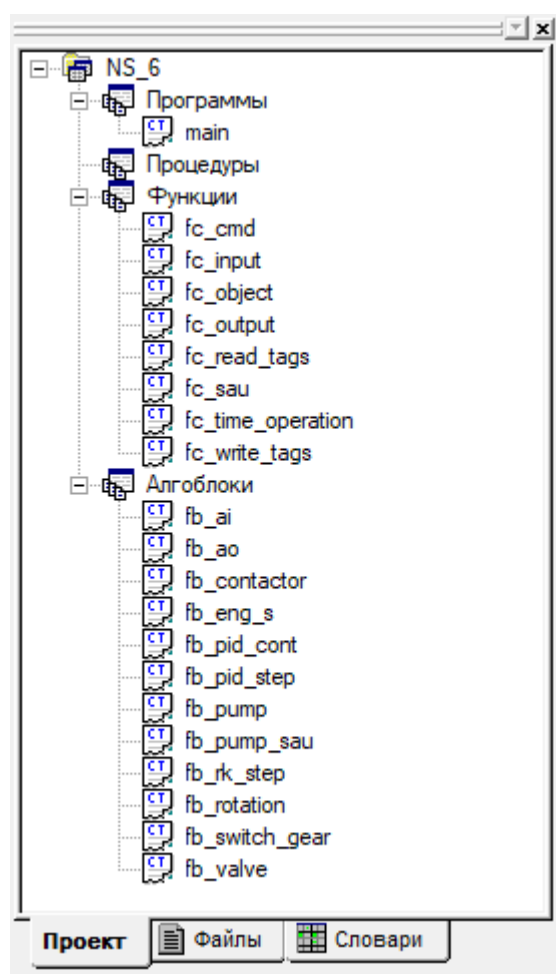 NS_6
Программы
main
Процедуры
Функции
fc_cmd
fc_input
fc_object
fc_output
fc_read_tags
fc_sau
fc_time_operation
fc_write_tags
Алгоблоки
fb_ai
fb_ao
fb_contactor
fb_eng_s
fb_pid_cont
fb_pid_step
fb_pump
fb_pump_sau
fb_rk_step
fb_rotation
fb_switch_gear
fb_valve
Проект Файлы Словари